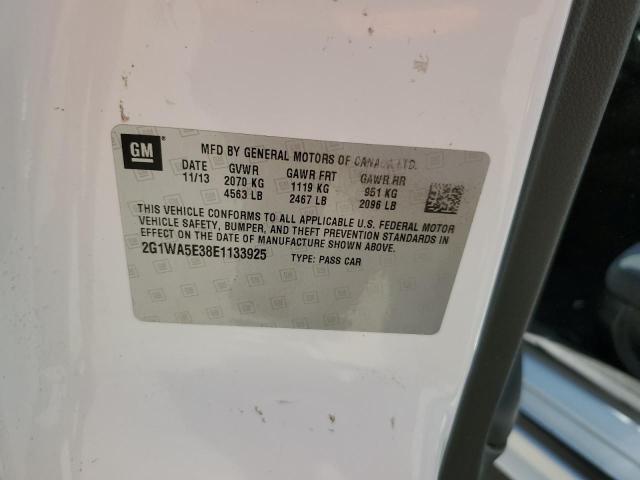 GM
MFD BY GENERAL MOTORS OF CANADA LTD.
DATE GVWR GAWR FRT GAWR RR
11/13 2070 KG 1119 KG 951 KG
4563 LB 2467 LB 2096 LB
THIS VEHICLE CONFORMS TO ALL APPLICABLE U.S. FEDERAL MOTOR
VEHICLE SAFETY, BUMPER, AND THEFT PREVENTION STANDARDS IN
EFFECT ON THE DATE OF MANUFACTURE SHOWN ABOVE.
2G1WA5E38E1133925 TYPE: PASS CAR